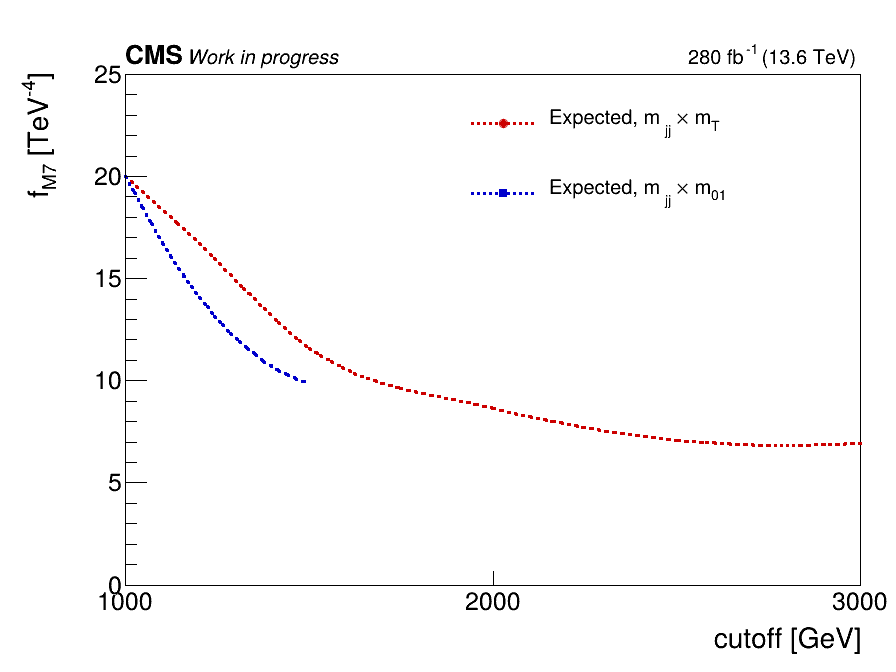 CMS Work in progress 280 fb⁻¹ (13.6 TeV)
f_M7 [TeV⁻⁴]
25
20
15
10
5
0
Expected, m_jj × m_T
Expected, m_jj × m_01
1000 2000 3000
cutoff [GeV]